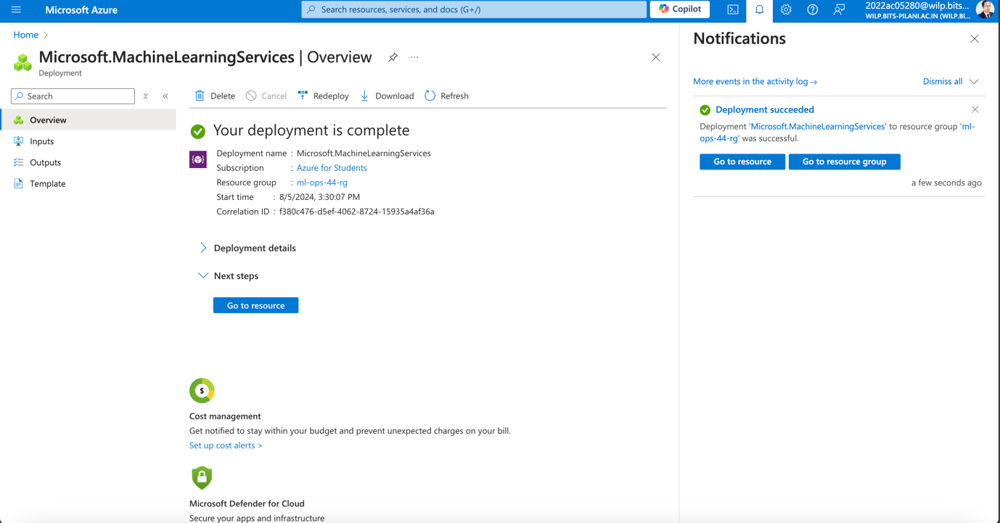 Microsoft Azure
Search resources, services, and docs (G+/)
Copilot
2022ac05280@wilp.bits...
WILP.BITS-PILANI.AC.IN (WILP.BI...
Home
Microsoft.MachineLearningServices | Overview
Deployment
Search
Overview
Inputs
Outputs
Template
Delete
Cancel
Redeploy
Download
Refresh
Your deployment is complete
Deployment name : Microsoft.MachineLearningServices
Subscription : Azure for Students
Resource group : ml-ops-44-rg
Start time : 8/5/2024, 3:30:07 PM
Correlation ID : f380c476-d5ef-4062-8724-15935a4af36a
Deployment details
Next steps
Go to resource
$
Cost management
Get notified to stay within your budget and prevent unexpected charges on your bill.
Set up cost alerts >
Microsoft Defender for Cloud
Secure your apps and infrastructure
Notifications
More events in the activity log →
Dismiss all
Deployment succeeded
Deployment 'Microsoft.MachineLearningServices' to resource group 'ml-
ops-44-rg' was successful.
Go to resource
Go to resource group
a few seconds ago